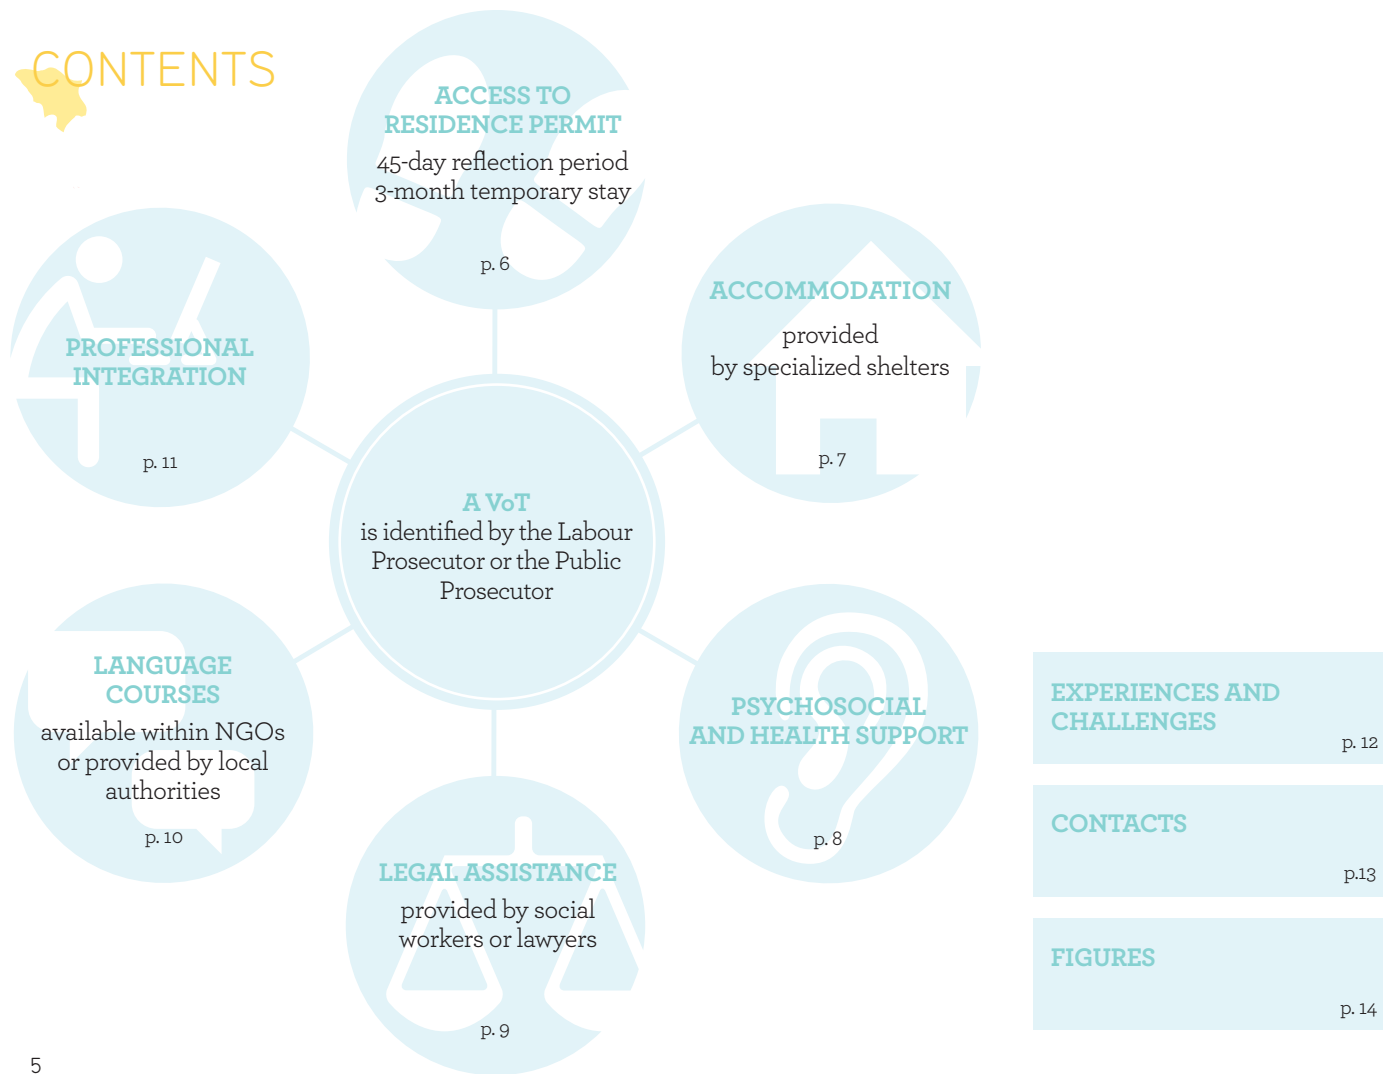 CONTENTS
ACCESS TO
RESIDENCE PERMIT
45-day reflection period
3-month temporary stay
p. 6
ACCOMMODATION
provided
by specialized shelters
p. 7
PSYCHOSOCIAL
AND HEALTH SUPPORT
p. 8
LEGAL ASSISTANCE
provided by social
workers or lawyers
p. 9
LANGUAGE
COURSES
available within NGOs
or provided by local
authorities
p. 10
PROFESSIONAL
INTEGRATION
p. 11
A VoT
is identified by the Labour
Prosecutor or the Public
Prosecutor
EXPERIENCES AND
CHALLENGES
p. 12
CONTACTS
p.13
FIGURES
p. 14
5